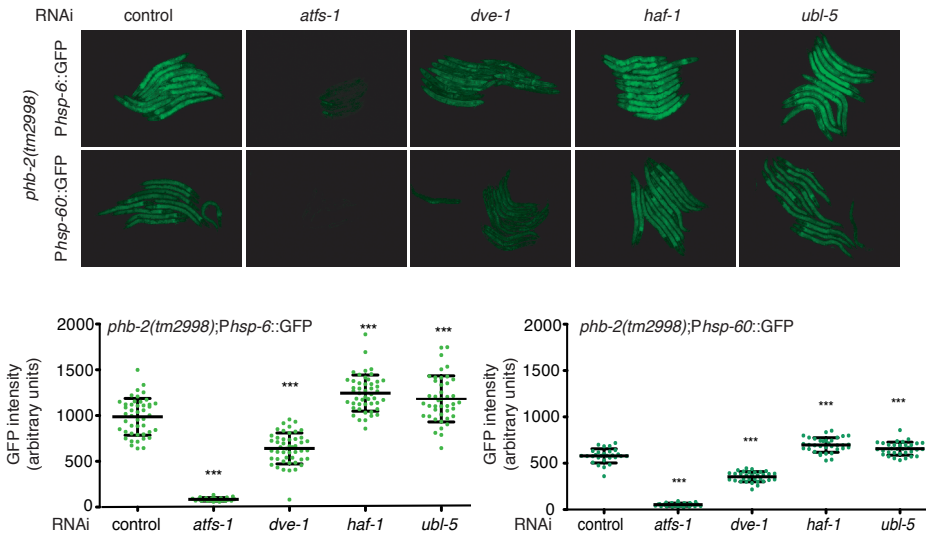 RNAi control atfs-1 dve-1 haf-1 ubl-5
phb-2(tm2998)
Phsp-6::GFP
Phsp-60::GFP
phb-2(tm2998);Phsp-6::GFP
GFP intensity
(arbitrary units)
2000
1500
1000
500
0
***
***
***
***
RNAi control atfs-1 dve-1 haf-1 ubl-5
phb-2(tm2998);Phsp-60::GFP
GFP intensity
(arbitrary units)
2000
1500
1000
500
0
***
***
***
***
RNAi control atfs-1 dve-1 haf-1 ubl-5